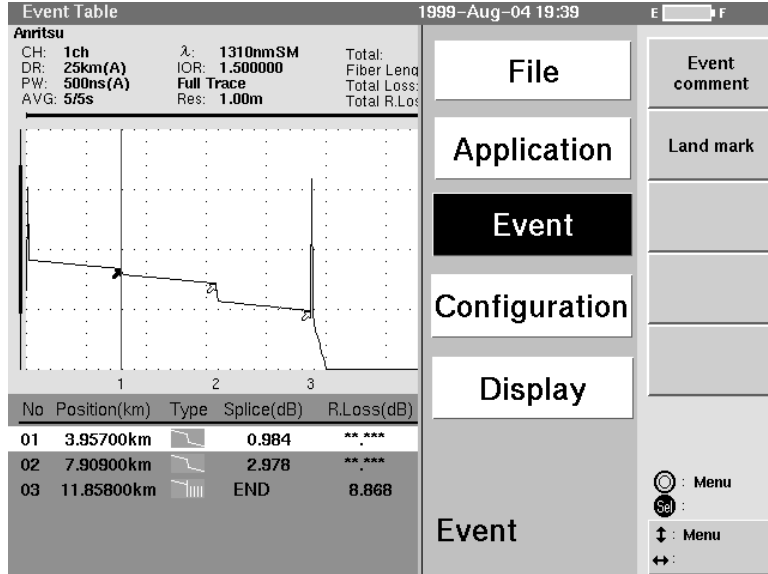 Event Table 1999-Aug-04 19:39 E F
Anritsu
CH: 1ch λ: 1310nmSM Total:
DR: 25km(A) IOR: 1.500000 Fiber Leng
PW: 500ns(A) Full Trace Total Loss:
AVG: 5/5s Res: 1.00m Total R.Los
1 2 3
No Position(km) Type Splice(dB) R.Loss(dB)
01 3.95700km 0.984 **.***
02 7.90900km 2.978 **.***
03 11.85800km END 8.868
File
Application
Event
Configuration
Display
Event
Event
comment
Land mark
: Menu
Sel :
↕ : Menu
↔ :